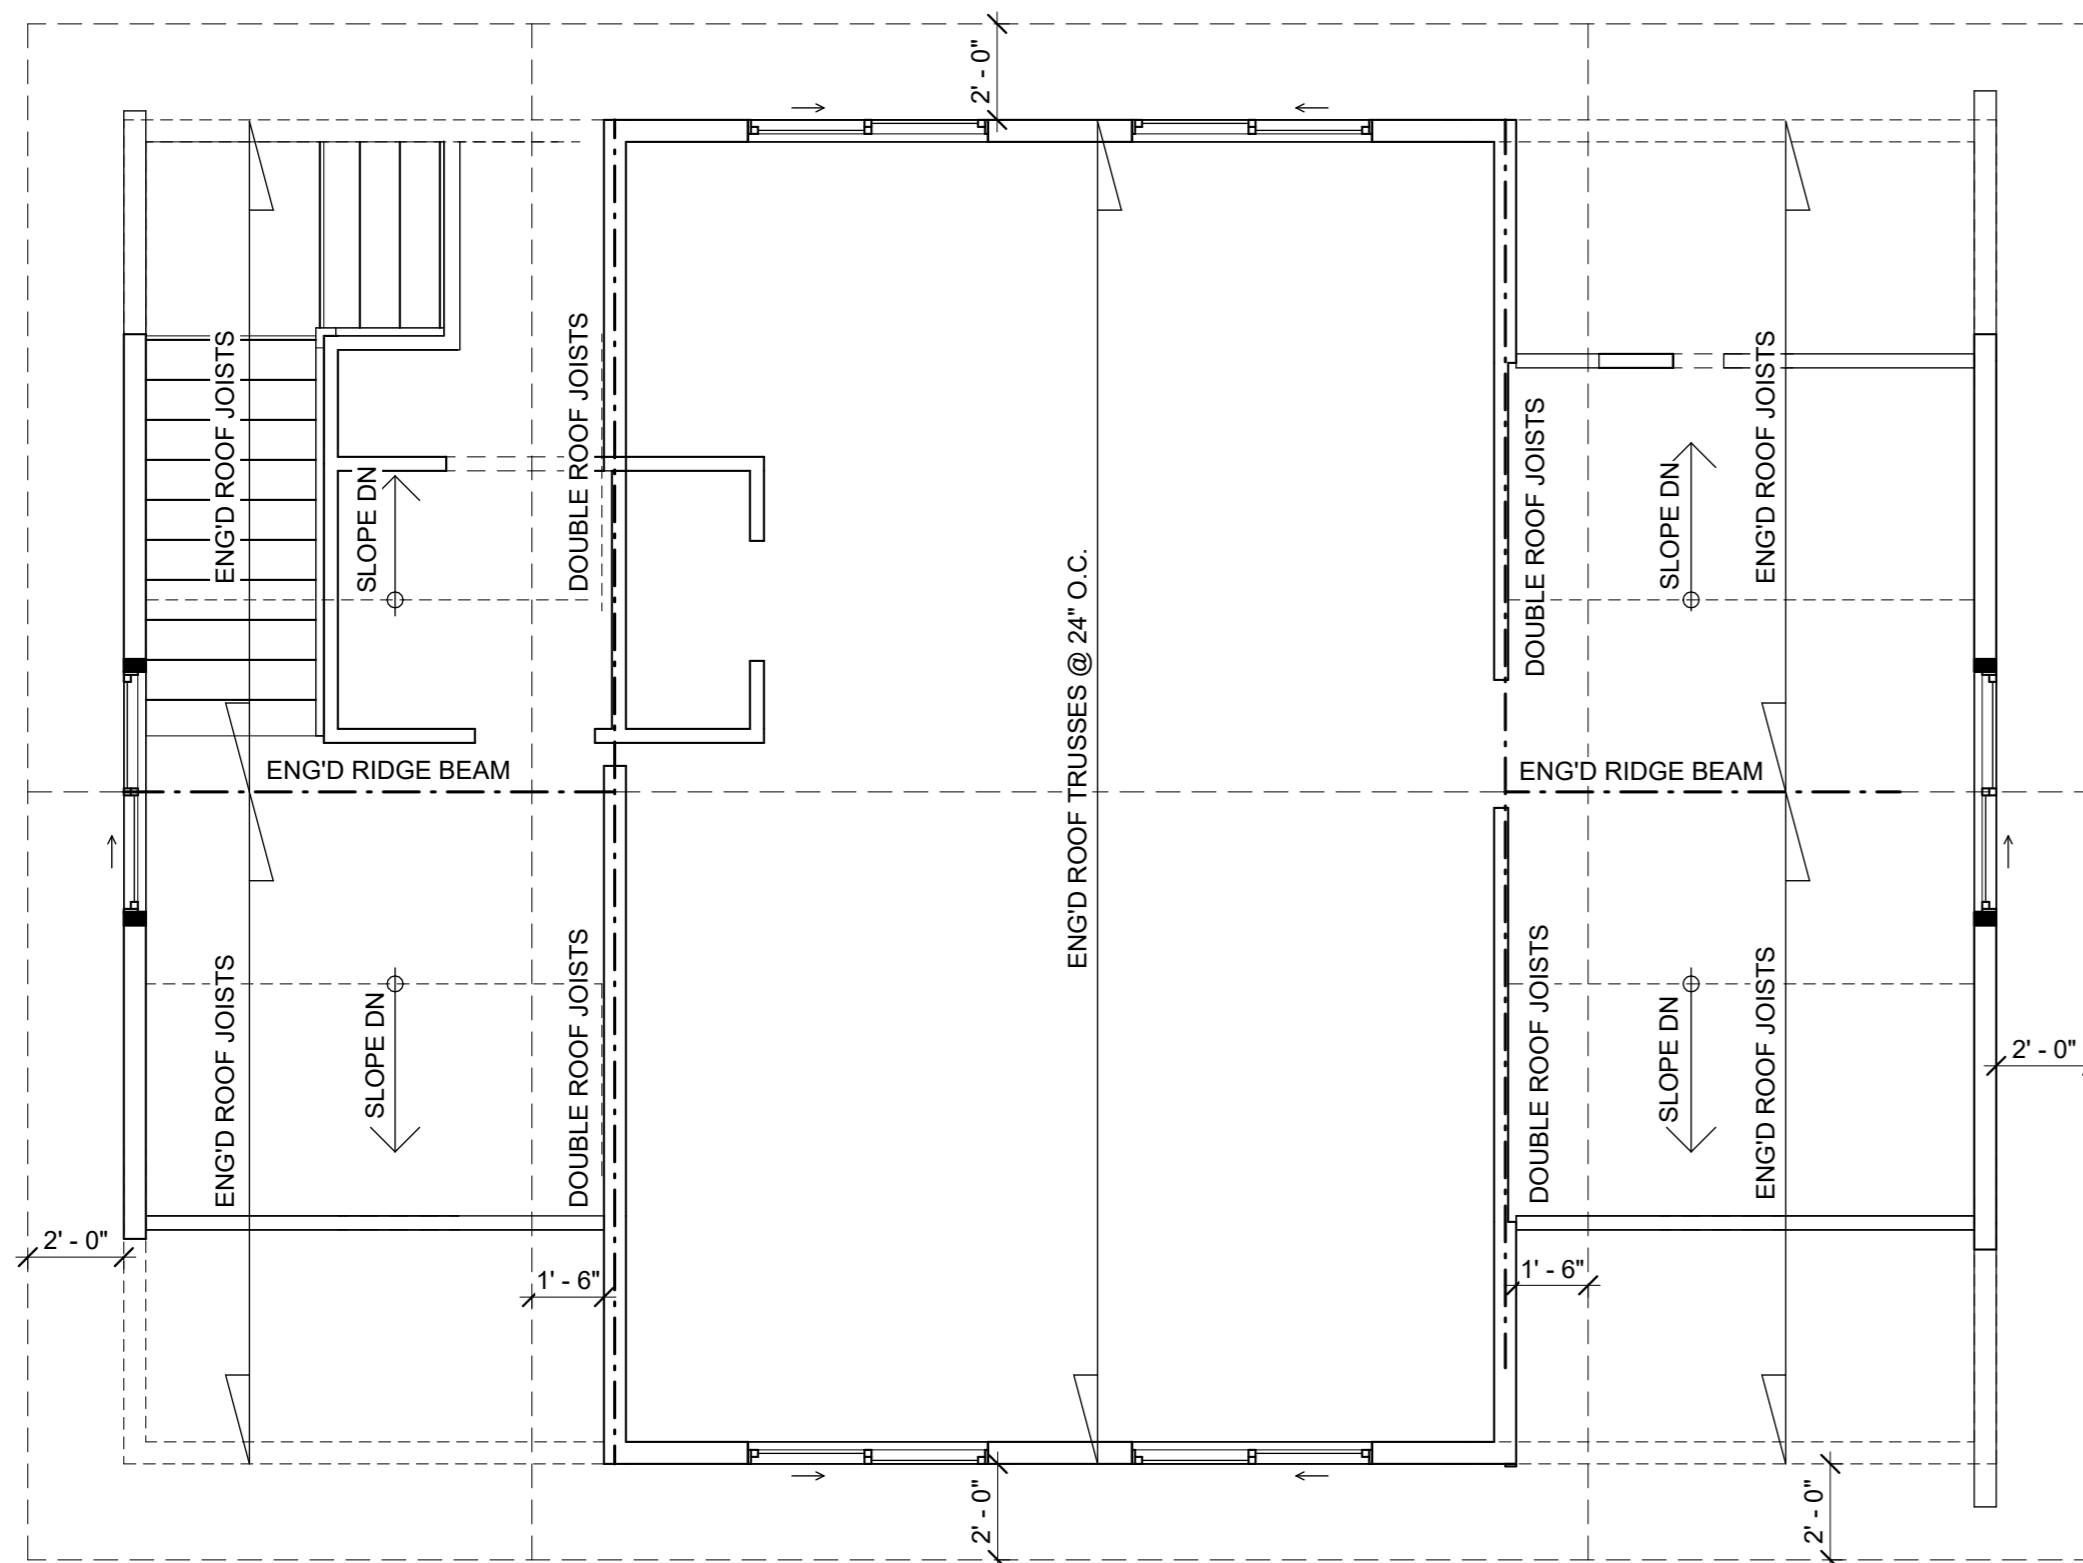 2' - 0"
ENG'D ROOF JOISTS
SLOPE DN
DOUBLE ROOF JOISTS
ENG'D ROOF TRUSSES @ 24" O.C.
DOUBLE ROOF JOISTS
SLOPE DN
ENG'D ROOF JOISTS
ENG'D RIDGE BEAM
ENG'D RIDGE BEAM
ENG'D ROOF JOISTS
SLOPE DN
DOUBLE ROOF JOISTS
DOUBLE ROOF JOISTS
SLOPE DN
ENG'D ROOF JOISTS
2' - 0"
2' - 0"
1' - 6"
1' - 6"
2' - 0"
2' - 0"